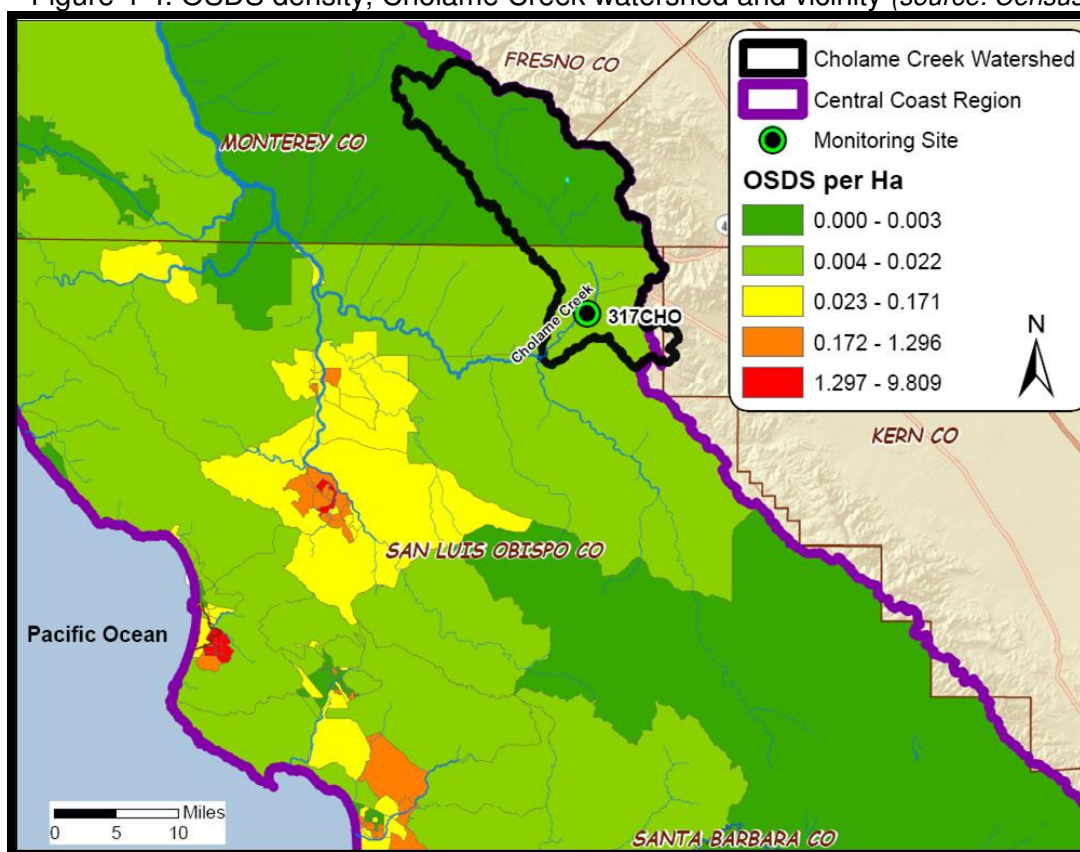 Figure 1-4. OSDS density, Cholame Creek watershed and vicinity (source: Census
FRESNO CO
MONTEREY CO
Cholame Creek Watershed
Central Coast Region
Monitoring Site
OSDS per Ha
0.000 - 0.003
0.004 - 0.022
0.023 - 0.171
0.172 - 1.296
1.297 - 9.809
N
Cholame Creek
317CHO
KERN CO
SAN LUIS OBISPO CO
Pacific Ocean
Miles
0 5 10
SANTA BARBARA CO